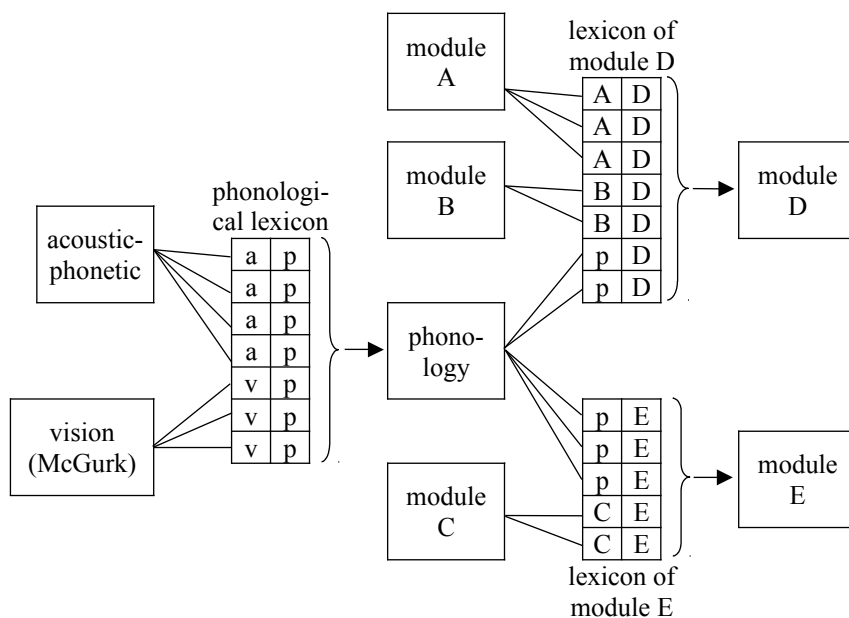 module
A
lexicon of
module D
A D
A D
A D
B D
B D
p D
p D
module
B
module
D
phonologi-
cal lexicon
acoustic-
phonetic
a p
a p
a p
a p
v p
v p
v p
vision
(McGurk)
phono-
logy
p E
p E
p E
C E
C E
module
C
module
E
lexicon of
module E